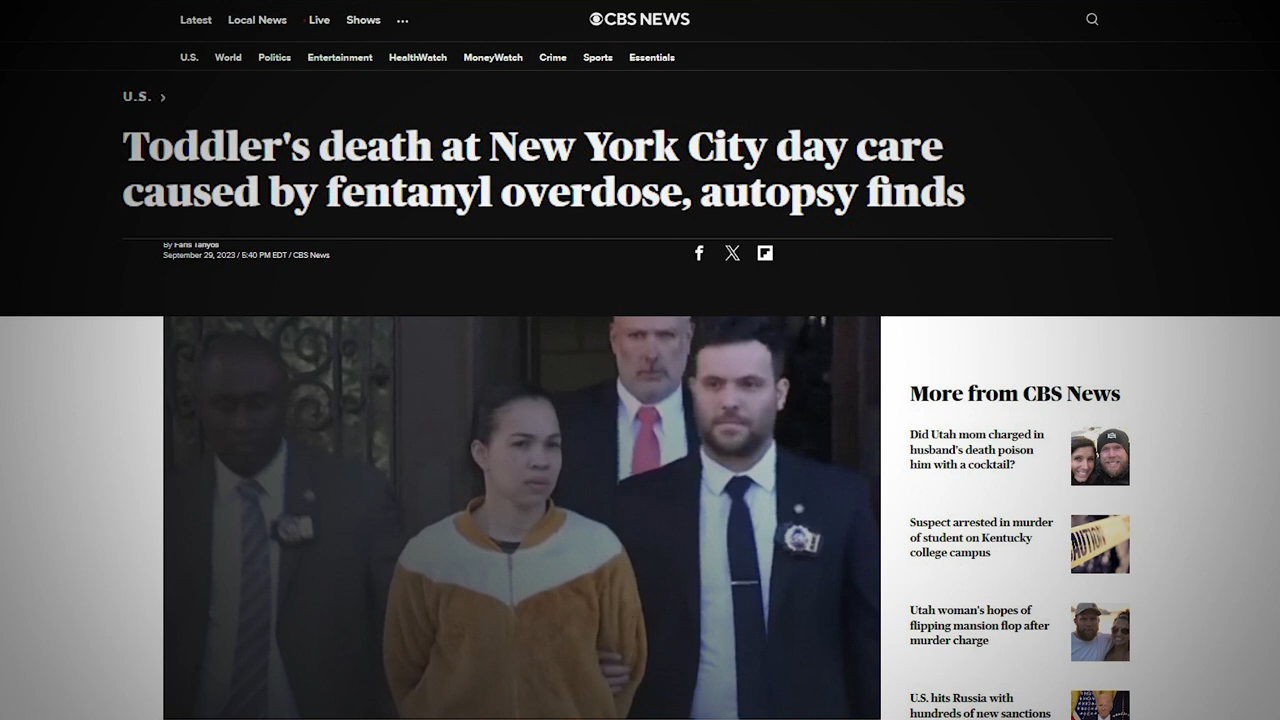 Latest Local News Live Shows ...
CBS NEWS
U.S. World Politics Entertainment HealthWatch MoneyWatch Crime Sports Essentials
U.S. >
Toddler's death at New York City day care
caused by fentanyl overdose, autopsy finds
By Faris Tanyos
September 29, 2023 / 5:40 PM EDT / CBS News
More from CBS News
Did Utah mom charged in
husband's death poison
him with a cocktail?
Suspect arrested in murder
of student on Kentucky
college campus
CAUTION
Utah woman's hopes of
flipping mansion flop after
murder charge
U.S. hits Russia with
hundreds of new sanctions